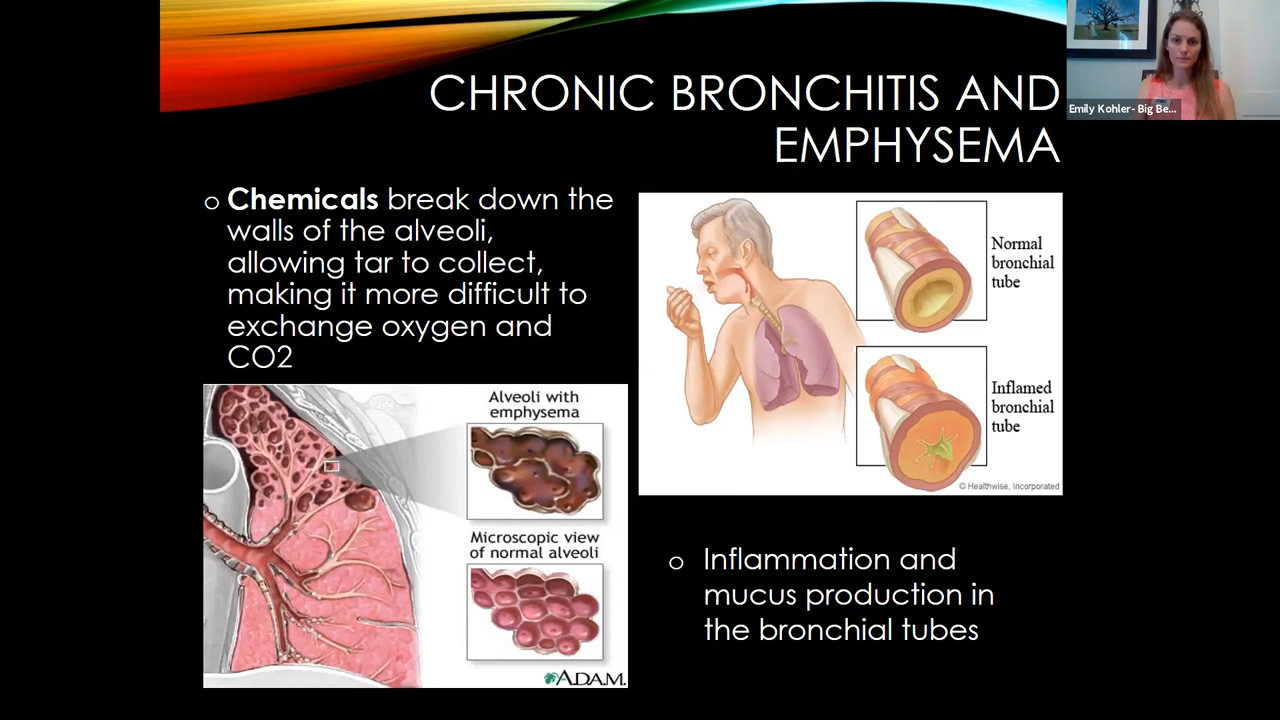 CHRONIC BRONCHITIS AND
EMPHYSEMA
Emily Kohler- Big Be...
o Chemicals break down the
walls of the alveoli,
allowing tar to collect,
making it more difficult to
exchange oxygen and
CO2
Normal
bronchial
tube
Inflamed
bronchial
tube
© Healthwise, Incorporated
Alveoli with
emphysema
Microscopic view
of normal alveoli
ADAM.
o Inflammation and
mucus production in
the bronchial tubes